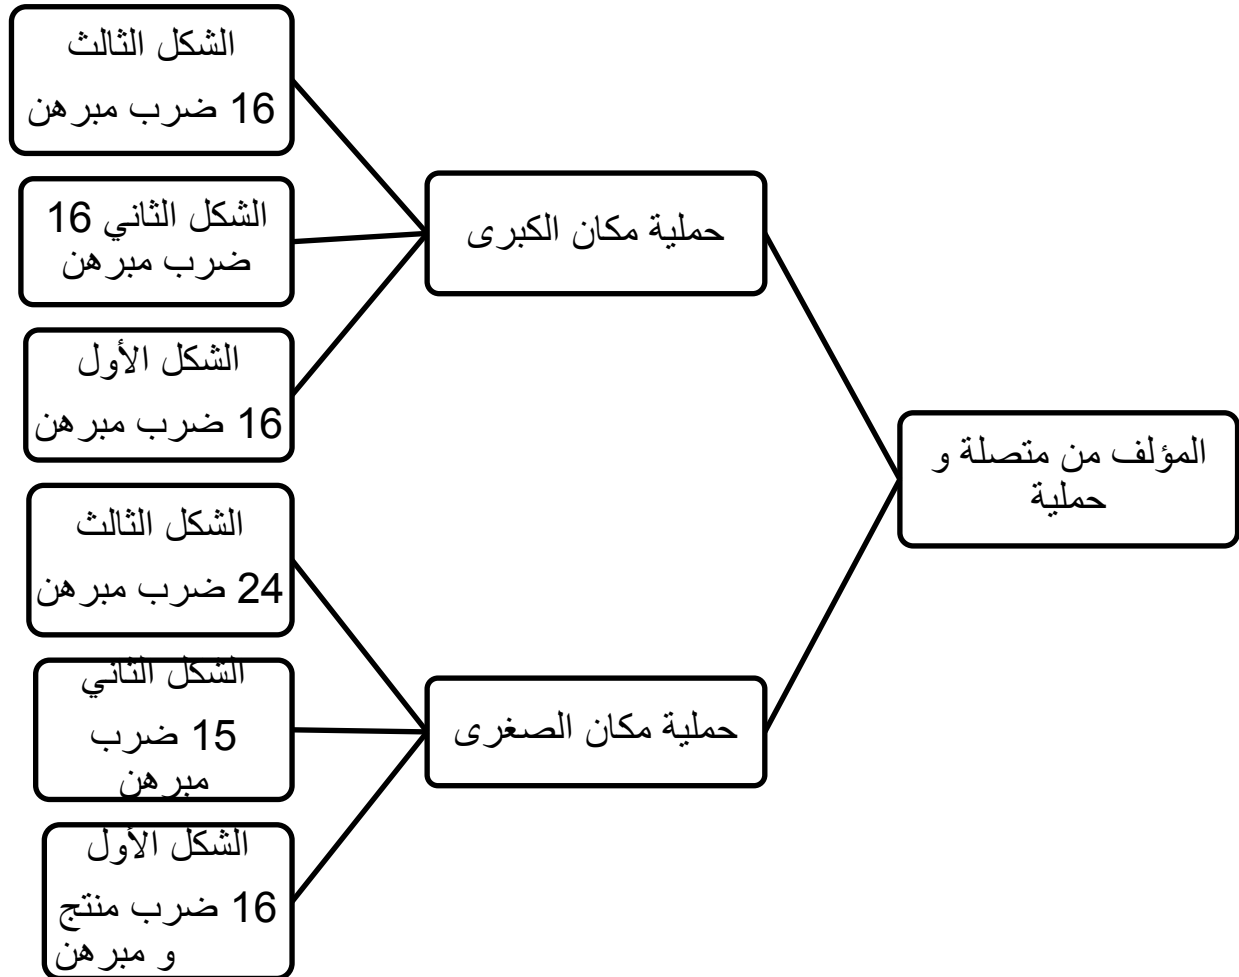 المؤلف من متصلة و
حملية
حملية مكان الكبرى
الشكل الثالث
16 ضرب مبرهن
الشكل الثاني 16
ضرب مبرهن
الشكل الأول
16 ضرب مبرهن
حملية مكان الصغرى
الشكل الثالث
24 ضرب مبرهن
الشكل الثاني
15 ضرب
مبرهن
الشكل الأول
16 ضرب منتج
و مبرهن